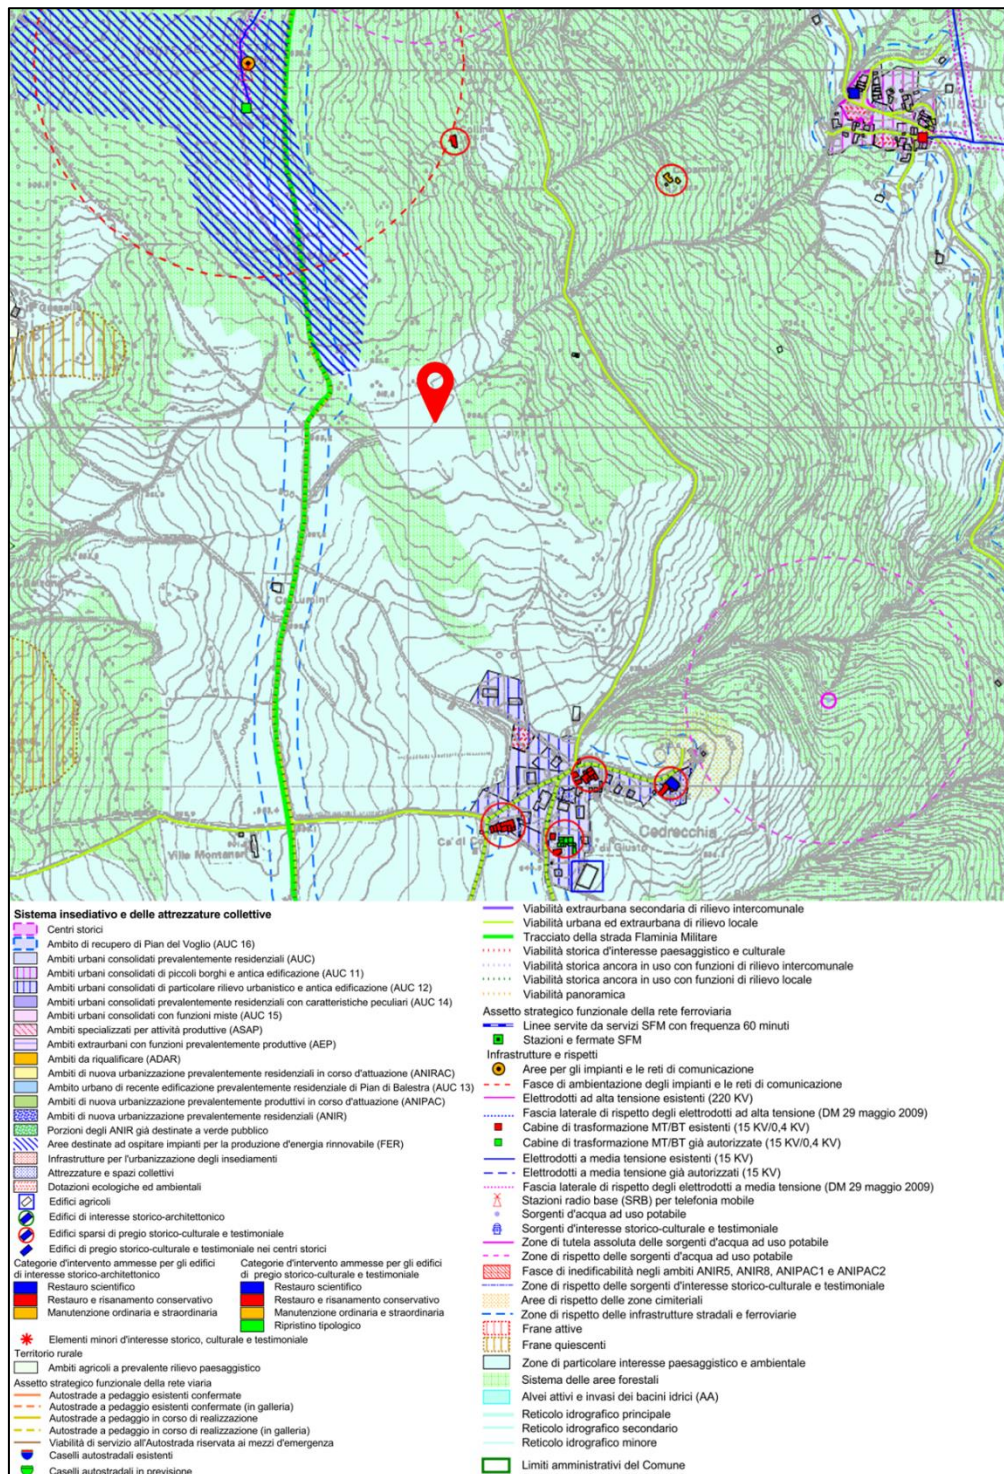 Ca' Lumini
Ville Montanari
Cedrecchia
Sistema insediativo e delle attrezzature collettive
Centri storici
Ambito di recupero di Pian del Voglio (AUC 16)
Ambiti urbani consolidati prevalentemente residenziali (AUC)
Ambiti urbani consolidati di piccoli borghi e antica edificazione (AUC 11)
Ambiti urbani consolidati di particolare rilievo urbanistico e antica edificazione (AUC 12)
Ambiti urbani consolidati prevalentemente residenziali con caratteristiche peculiari (AUC 14)
Ambiti urbani consolidati con funzioni miste (AUC 15)
Ambiti specializzati per attività produttive (ASAP)
Ambiti extraurbani con funzioni prevalentemente produttive (AEP)
Ambiti da riqualificare (ADAR)
Ambiti di nuova urbanizzazione prevalentemente residenziali in corso d'attuazione (ANIRAC)
Ambito urbano di recente edificazione prevalentemente residenziale di Pian di Balestra (AUC 13)
Ambiti di nuova urbanizzazione prevalentemente produttivi in corso d'attuazione (ANIPAC)
Ambiti di nuova urbanizzazione prevalentemente residenziali (ANIR)
Porzioni degli ANIR già destinate a verde pubblico
Aree destinate ad ospitare impianti per la produzione d'energia rinnovabile (FER)
Infrastrutture per l'urbanizzazione degli insediamenti
Attrezzature e spazi collettivi
Dotazioni ecologiche ed ambientali
Edifici agricoli
Edifici di interesse storico-architettonico
Edifici sparsi di pregio storico-culturale e testimoniale
Edifici di pregio storico-culturale e testimoniale nei centri storici
Categorie d'intervento ammesse per gli edifici
di interesse storico-architettonico
Restauro scientifico
Restauro e risanamento conservativo
Manutenzione ordinaria e straordinaria
Categorie d'intervento ammesse per gli edifici
di pregio storico-culturale e testimoniale
Restauro scientifico
Restauro e risanamento conservativo
Manutenzione ordinaria e straordinaria
Ripristino tipologico
Elementi minori d'interesse storico, culturale e testimoniale
Territorio rurale
Ambiti agricoli a prevalente rilievo paesaggistico
Assetto strategico funzionale della rete viaria
Autostrade a pedaggio esistenti confermate
Autostrade a pedaggio esistenti confermate (in galleria)
Autostrade a pedaggio in corso di realizzazione
Autostrade a pedaggio in corso di realizzazione (in galleria)
Viabilità di servizio all'Autostrada riservata ai mezzi d'emergenza
Caselli autostradali esistenti
Caselli autostradali in previsione
Viabilità extraurbana secondaria di rilievo intercomunale
Viabilità urbana ed extraurbana di rilievo locale
Tracciato della strada Flaminia Militare
Viabilità storica d'interesse paesaggistico e culturale
Viabilità storica ancora in uso con funzioni di rilievo intercomunale
Viabilità storica ancora in uso con funzioni di rilievo locale
Viabilità panoramica
Assetto strategico funzionale della rete ferroviaria
Linee servite da servizi SFM con frequenza 60 minuti
Stazioni e fermate SFM
Infrastrutture e rispetti
Aree per gli impianti e le reti di comunicazione
Fasce di ambientazione degli impianti e le reti di comunicazione
Elettrodotti ad alta tensione esistenti (220 KV)
Fascia laterale di rispetto degli elettrodotti ad alta tensione (DM 29 maggio 2009)
Cabine di trasformazione MT/BT esistenti (15 KV/0,4 KV)
Cabine di trasformazione MT/BT già autorizzate (15 KV/0,4 KV)
Elettrodotti a media tensione esistenti (15 KV)
Elettrodotti a media tensione già autorizzati (15 KV)
Fascia laterale di rispetto degli elettrodotti a media tensione (DM 29 maggio 2009)
Stazioni radio base (SRB) per telefonia mobile
Sorgenti d'acqua ad uso potabile
Sorgenti d'interesse storico-culturale e testimoniale
Zone di tutela assoluta delle sorgenti d'acqua ad uso potabile
Zone di rispetto delle sorgenti d'acqua ad uso potabile
Fasce di inedificabilità negli ambiti ANIR5, ANIR8, ANIPAC1 e ANIPAC2
Zone di rispetto delle sorgenti d'interesse storico-culturale e testimoniale
Aree di rispetto delle zone cimiteriali
Zone di rispetto delle infrastrutture stradali e ferroviarie
Frane attive
Frane quiescenti
Zone di particolare interesse paesaggistico e ambientale
Sistema delle aree forestali
Alvei attivi e invasi dei bacini idrici (AA)
Reticolo idrografico principale
Reticolo idrografico secondario
Reticolo idrografico minore
Limiti amministrativi del Comune